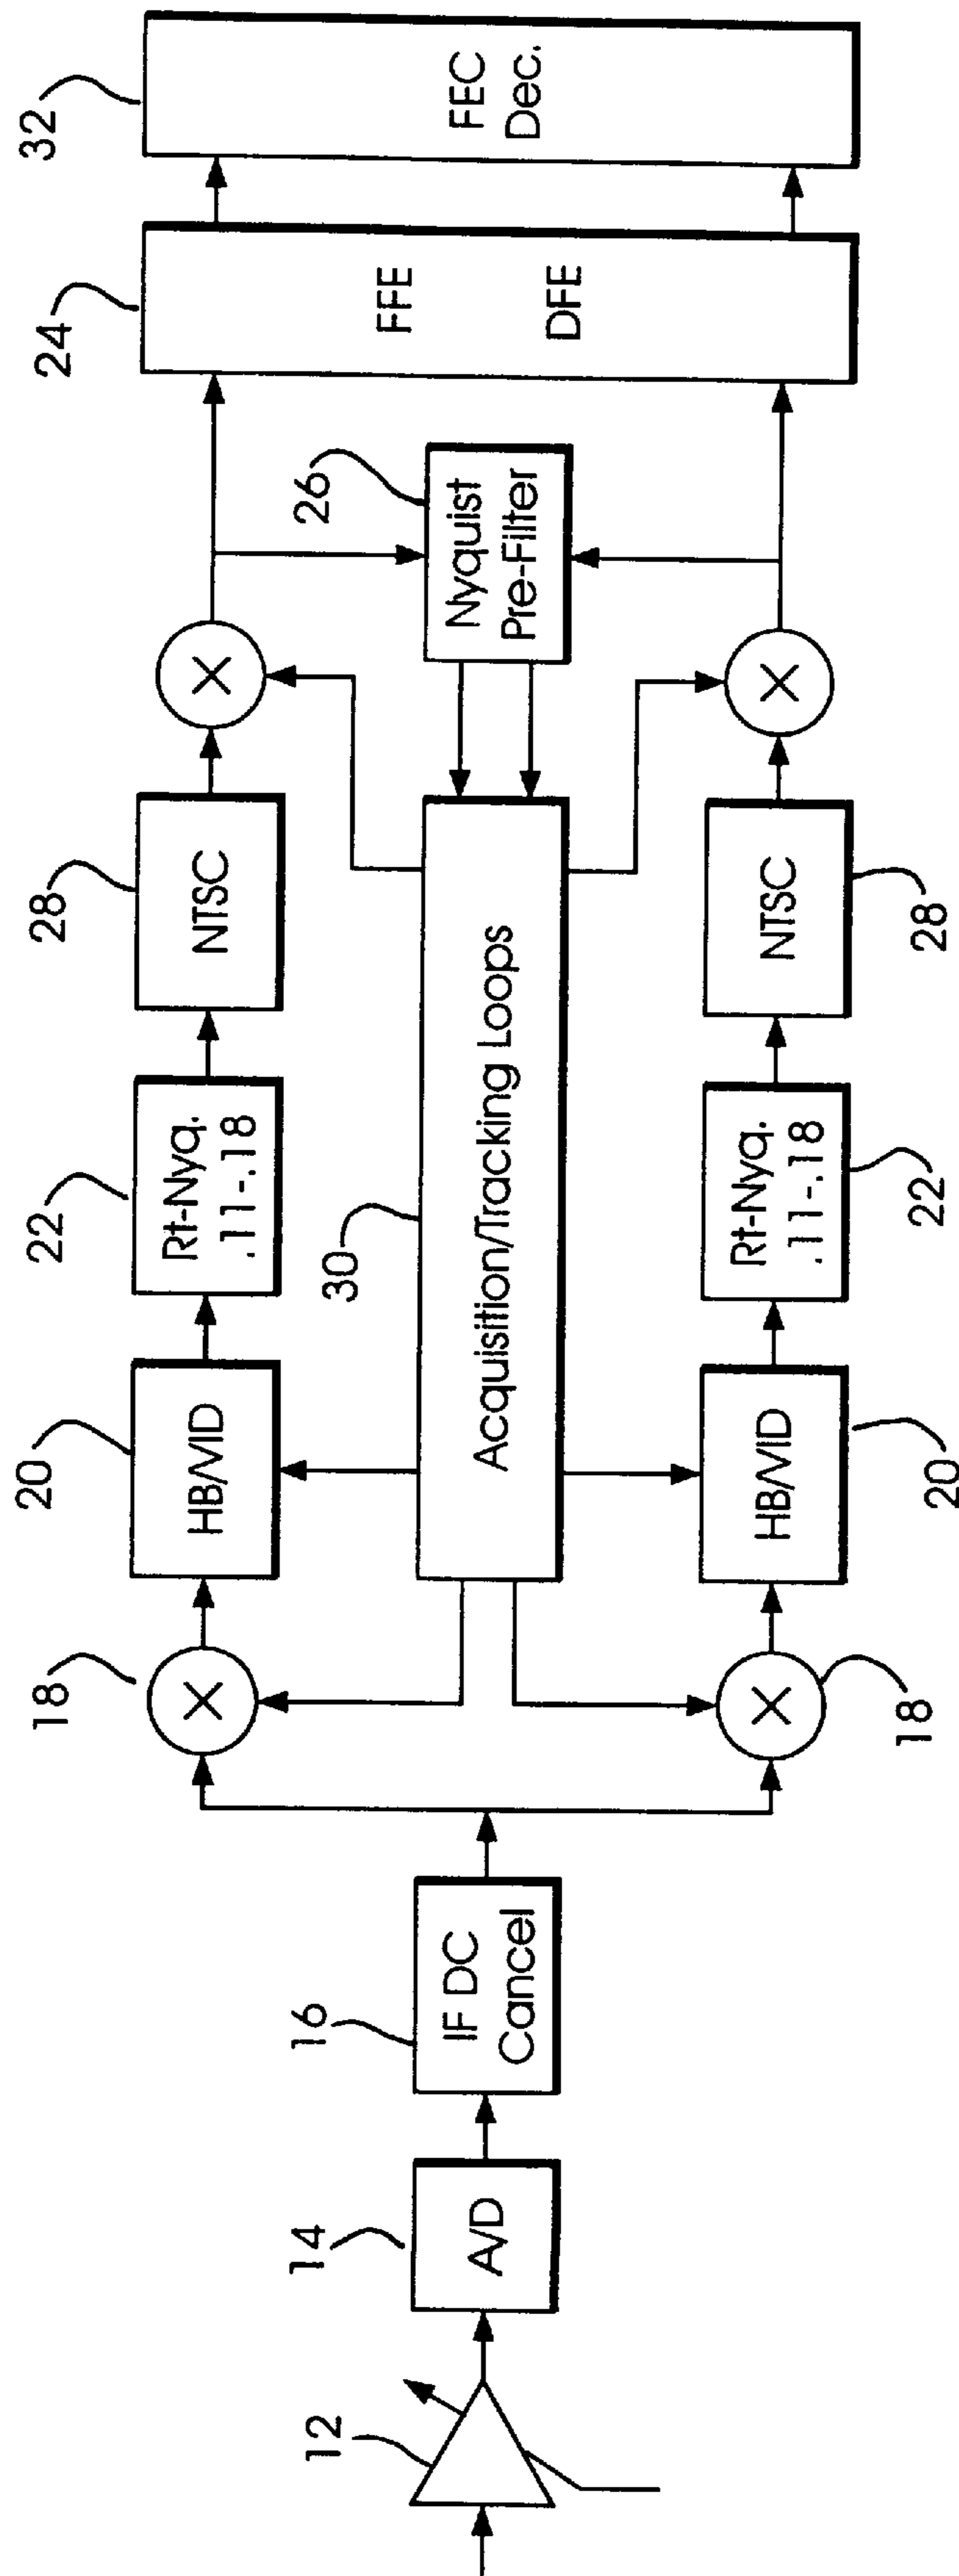 12
14
A/D
16
IF DC
Cancel
18
20
HB/VID
22
Rt-Nyq.
.11-.18
28
NTSC
30
Acquisition/Tracking Loops
26
Nyquist
Pre-Filter
18
20
HB/VID
22
Rt-Nyq.
.11-.18
28
NTSC
24
FFE
DFE
32
FEC
Dec.